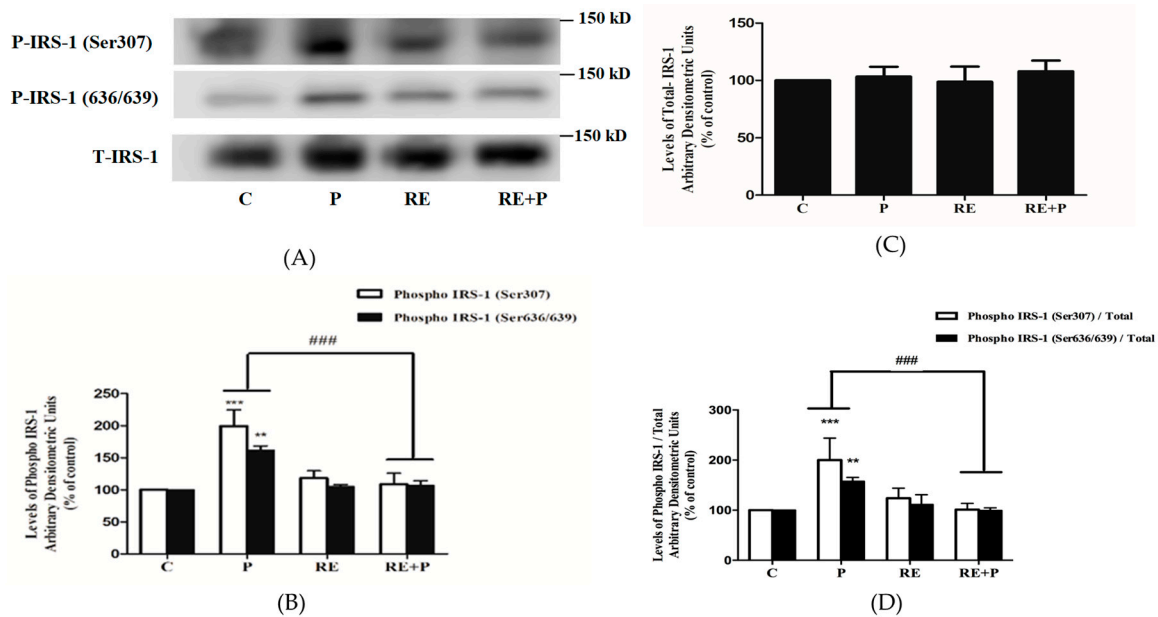 150 kD
P-IRS-1 (Ser307)
150 kD
P-IRS-1 (636/639)
150 kD
T-IRS-1
C P RE RE+P
(A)
Levels of Total- IRS-1
Arbitrary Densitometric Units
(% of control)
150
100
50
0
C P RE RE+P
(C)
Phospho IRS-1 (Ser307)
Phospho IRS-1 (Ser636/639)
###
Levels of Phospho IRS-1
Arbitrary Densitometric Units
(% of control)
250
200
150
100
50
0
***
**
C P RE RE+P
(B)
Phospho IRS-1 (Ser307) / Total
Phospho IRS-1 (Ser636/639) / Total
###
Levels of Phospho IRS-1 / Total
Arbitrary Densitometric Units
(% of control)
300
200
100
0
***
**
C P RE RE+P
(D)